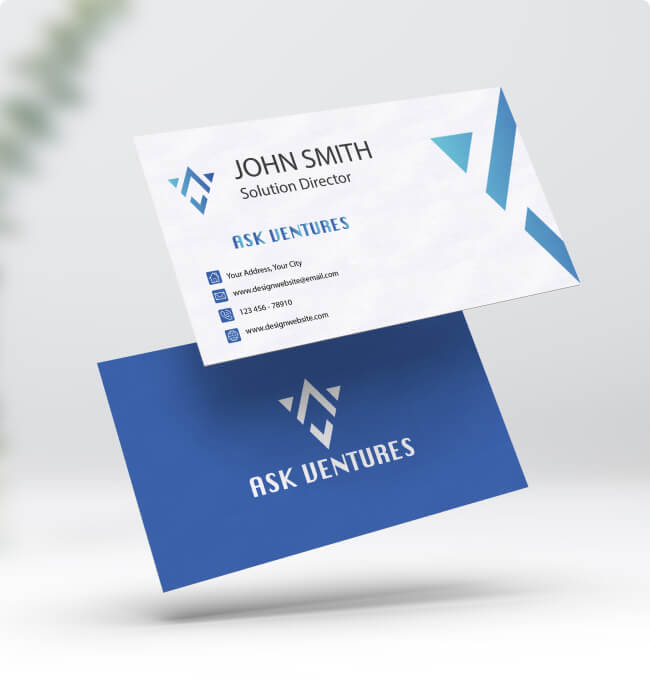 JOHN SMITH
Solution Director
ASK VENTURES
Your Address, Your City
www.designwebsite@email.com
123 456 - 78910
www.designwebsite.com
ASK VENTURES